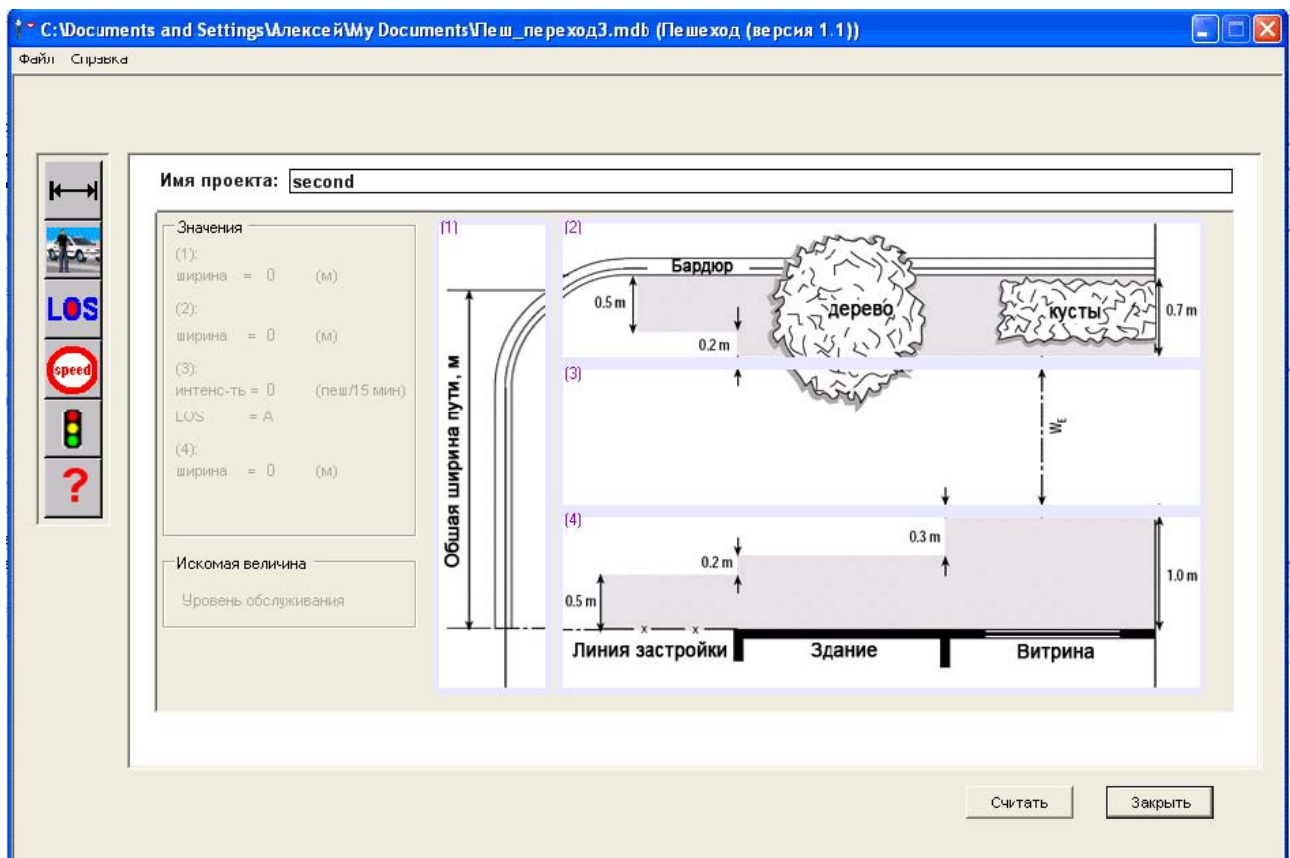 C:\Documents and Settings\Алексей\My Documents\Пеш_переход3.mdb (Пешеход (версия 1.1))
Файл Справка
Имя проекта: second
LOS
speed
?
Значения
(1):
ширина = 0 (м)
(2):
ширина = 0 (м)
(3):
интенс-ть = 0 (пеш/15 мин)
LOS = A
(4):
ширина = 0 (м)
Искомая величина
Уровень обслуживания
(1)
Обшая ширина пути, м
(2)
Бардюр
0.5 m
дерево
кусты
0.7 m
0.2 m
(3)
WE
(4)
0.3 m
0.2 m
1.0 m
0.5 m
x x
Линия застройки Здание Витрина
Считать Закрыть